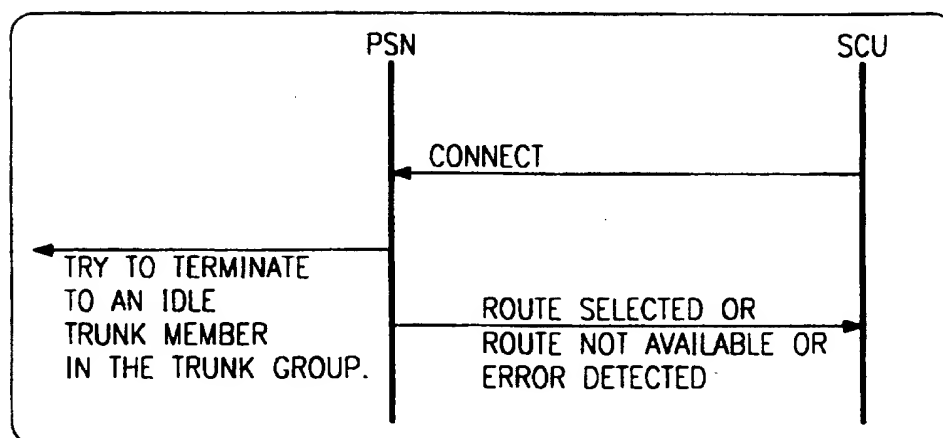 PSN
SCU
CONNECT
TRY TO TERMINATE
TO AN IDLE
TRUNK MEMBER
IN THE TRUNK GROUP.
ROUTE SELECTED OR
ROUTE NOT AVAILABLE OR
ERROR DETECTED